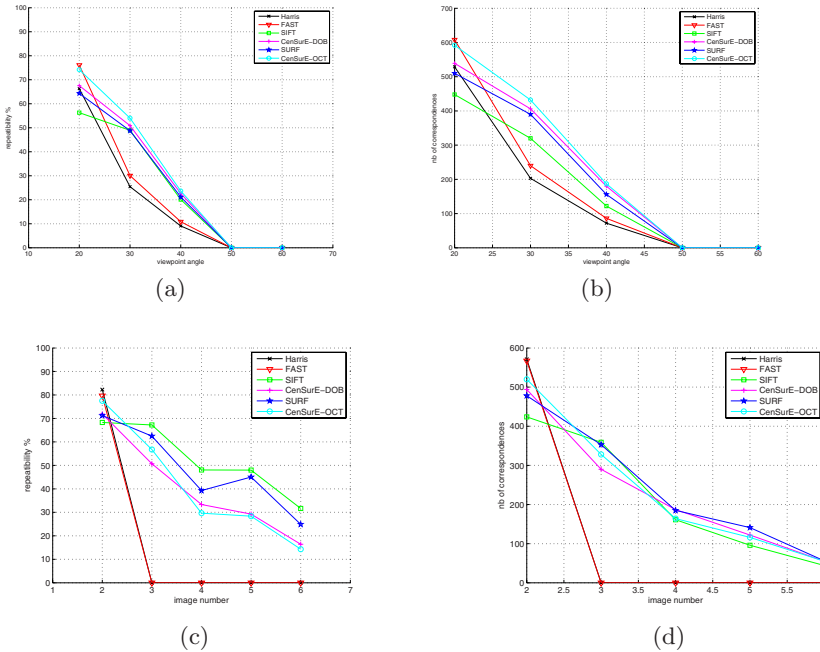 100
90
80
70
60
50
40
30
20
10
0
repeatibility %
10 20 30 40 50 60 70
viewpoint angle
Harris
FAST
SIFT
CenSurE-DOB
SURF
CenSurE-OCT
(a)
700
600
500
400
300
200
100
0
nb of correspondences
20 25 30 35 40 45 50 55 60
viewpoint angle
Harris
FAST
SIFT
CenSurE-DOB
SURF
CenSurE-OCT
(b)
100
90
80
70
60
50
40
30
20
10
0
repeatibility %
1 2 3 4 5 6 7
image number
Harris
FAST
SIFT
CenSurE-DOB
SURF
CenSurE-OCT
(c)
600
500
400
300
200
100
0
nb of correspondences
2 2.5 3 3.5 4 4.5 5 5.5
image number
Harris
FAST
SIFT
CenSurE-DOB
SURF
CenSurE-OCT
(d)